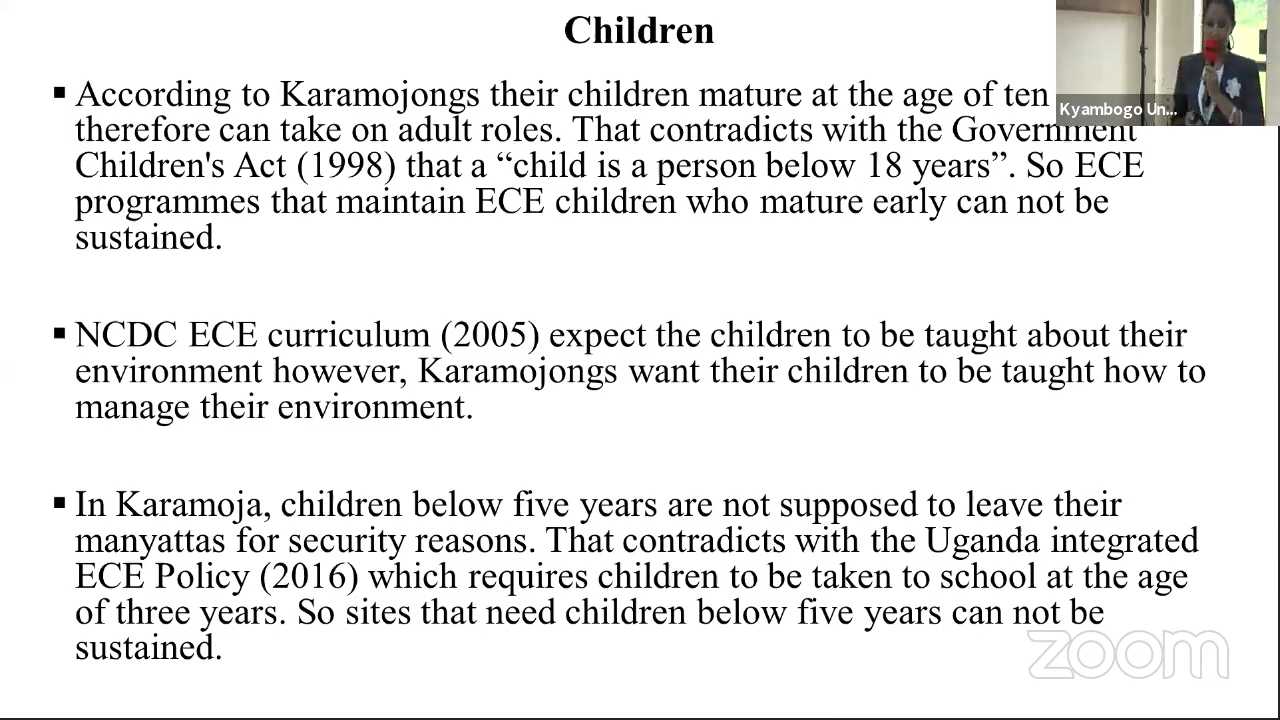 Children
▪ According to Karamojongs their children mature at the age of ten
therefore can take on adult roles. That contradicts with the Government
Children's Act (1998) that a “child is a person below 18 years”. So ECE
programmes that maintain ECE children who mature early can not be
sustained.
▪ NCDC ECE curriculum (2005) expect the children to be taught about their
environment however, Karamojongs want their children to be taught how to
manage their environment.
▪ In Karamoja, children below five years are not supposed to leave their
manyattas for security reasons. That contradicts with the Uganda integrated
ECE Policy (2016) which requires children to be taken to school at the age
of three years. So sites that need children below five years can not be
sustained.
Kyambogo Un...
zoom